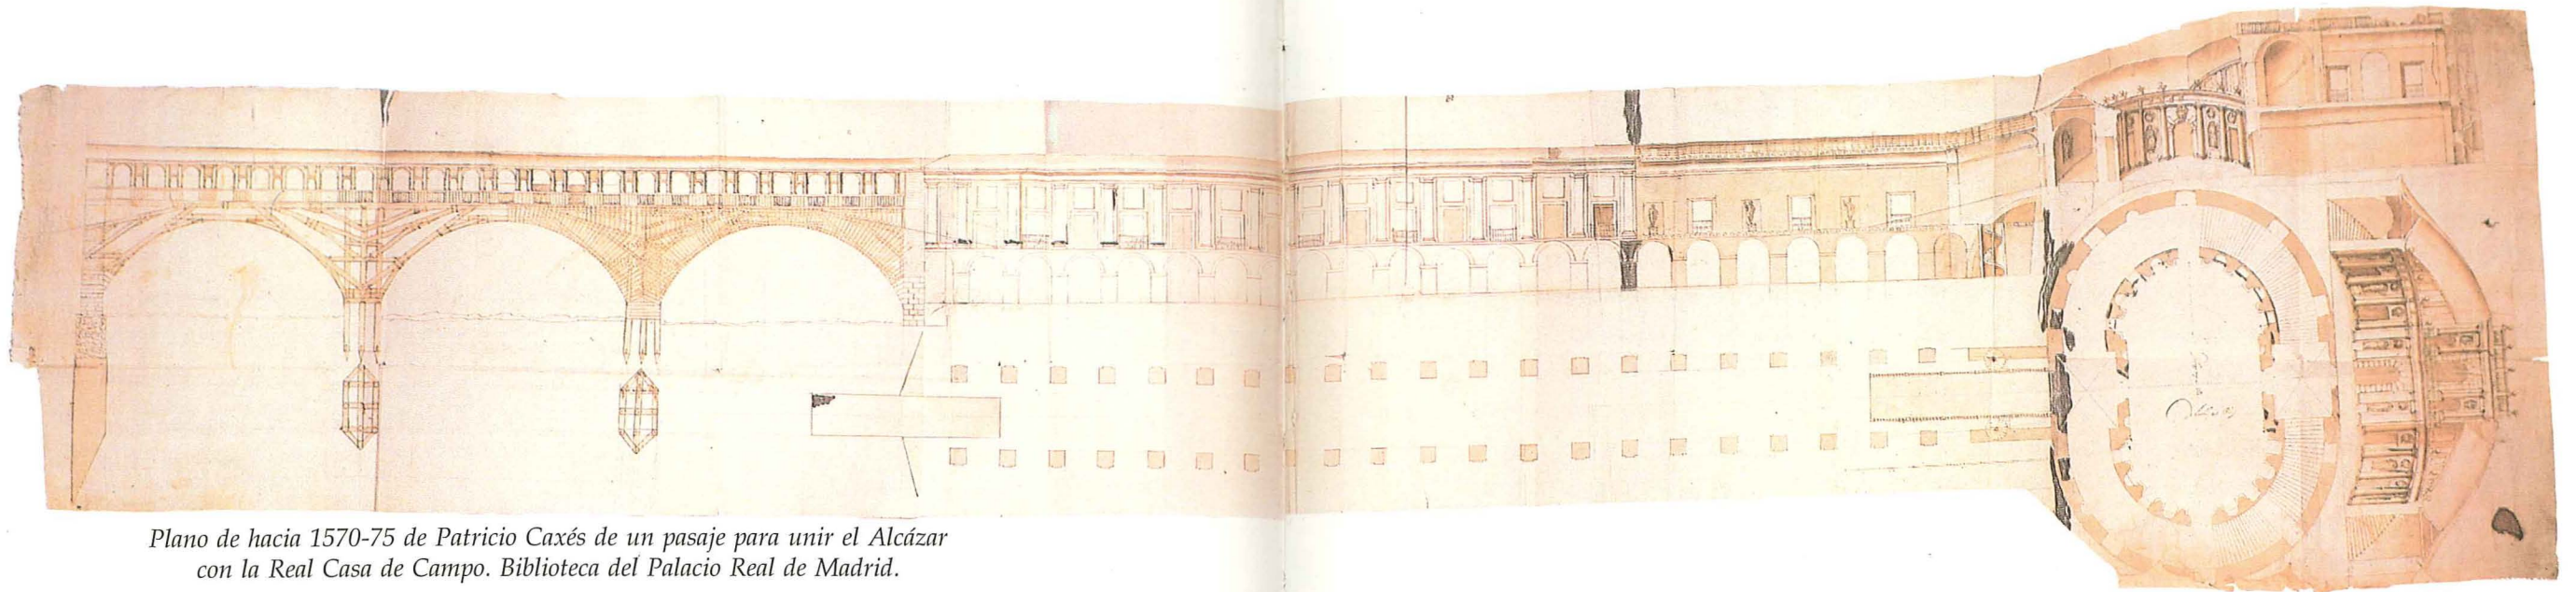 Plano de hacia 1570-75 de Patricio Caxés de un pasaje para unir el Alcázar
con la Real Casa de Campo. Biblioteca del Palacio Real de Madrid.